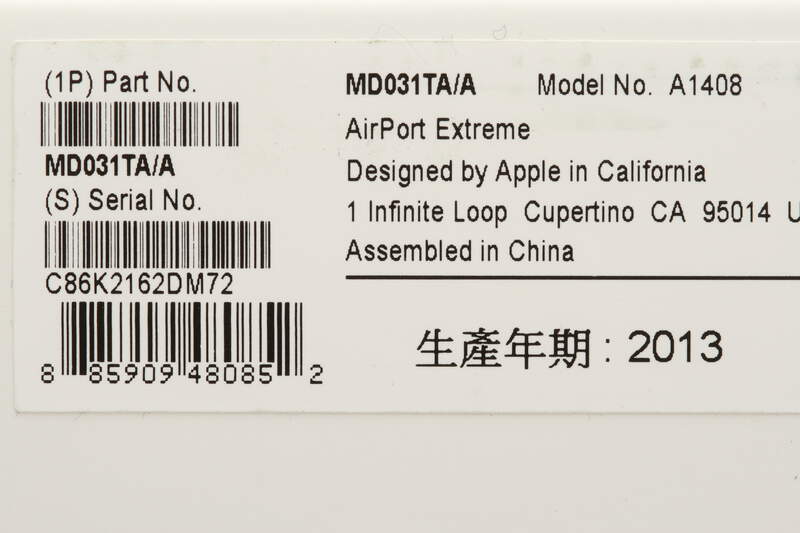 (1P) Part No.
MD031TA/A
(S) Serial No.
C86K2162DM72
8 85909 48085 2
MD031TA/A Model No. A1408
AirPort Extreme
Designed by Apple in California
1 Infinite Loop Cupertino CA 95014 U
Assembled in China
生產年期 : 2013